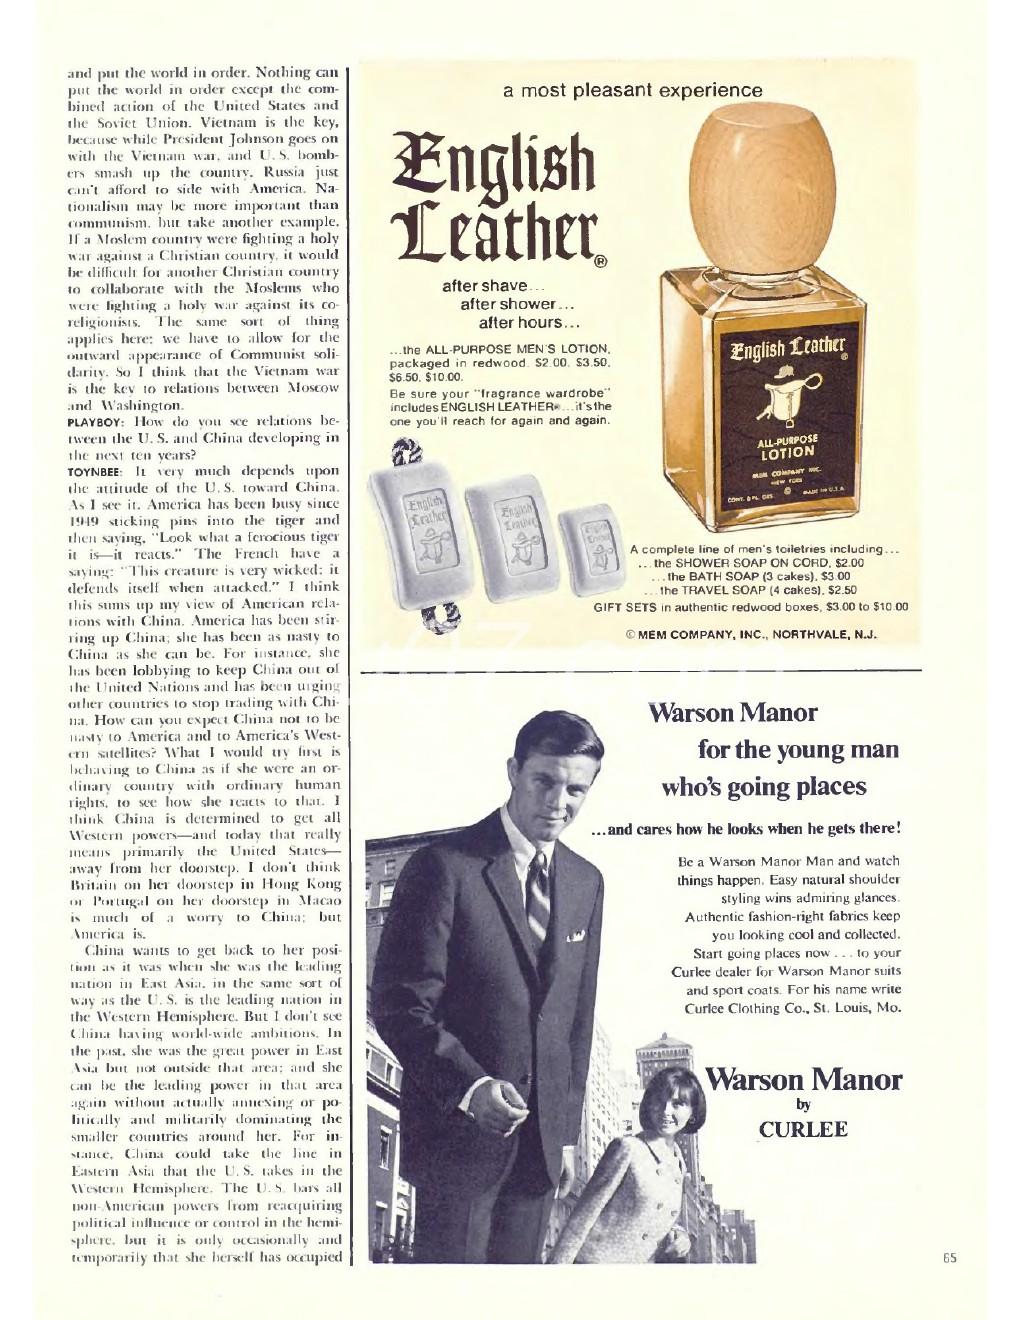 and put the world in order. Nothing can
put the world in order except the com-
bined action of the United States and
the Soviet Union. Vietnam is the key,
because while President Johnson goes on
with the Vietnam war, and U. S. bomb-
ers smash up the country, Russia just
can't afford to side with America. Na-
tionalism may be more important than
communism, but take another example.
If a Moslem country were fighting a holy
war against a Christian country, it would
be difficult for another Christian country
to collaborate with the Moslems who
were fighting a holy war against its co-
religionists. The same sort of thing
applies here; we have to allow for the
outward appearance of Communist soli-
darity. So I think that the Vietnam war
is the key to relations between Moscow
and Washington.
PLAYBOY: How do you see relations be-
tween the U. S. and China developing in
the next ten years?
TOYNBEE: It very much depends upon
the attitude of the U. S. toward China.
As I see it, America has been busy since
1949 sticking pins into the tiger and
then saying, "Look what a ferocious tiger
it is—it reacts." The French have a
saying: "This creature is very wicked; it
defends itself when attacked." I think
this sums up my view of American rela-
tions with China. America has been stir-
ring up China; she has been as nasty to
China as she can be. For instance, she
has been lobbying to keep China out of
the United Nations and has been urging
other countries to stop trading with Chi-
na. How can you expect China not to be
nasty to America and to America's West-
ern satellites? What I would try first is
behaving to China as if she were an or-
dinary country with ordinary human
rights, to see how she reacts to that. I
think China is determined to get all
Western powers—and today that really
means primarily the United States—
away from her doorstep. I don't think
Britain on her doorstep in Hong Kong
or Portugal on her doorstep in Macao
is much of a worry to China; but
America is.
China wants to get back to her posi-
tion as it was when she was the leading
nation in East Asia, in the same sort of
way as the U. S. is the leading nation in
the Western Hemisphere. But I don't see
China having world-wide ambitions. In
the past, she was the great power in East
Asia but not outside that area; and she
can be the leading power in that area
again without actually annexing or po-
litically and militarily dominating the
smaller countries around her. For in-
stance, China could take the line in
Eastern Asia that the U. S. takes in the
Western Hemisphere. The U. S. bars all
non-American powers from reacquiring
political influence or control in the hemi-
sphere, but it is only occasionally and
temporarily that she herself has occupied
a most pleasant experience
English
Leather®
after shave...
after shower...
after hours...
...the ALL-PURPOSE MEN'S LOTION,
packaged in redwood. $2.00, $3.50,
$6.50, $10.00.
Be sure your "fragrance wardrobe"
includes ENGLISH LEATHER®...it's the
one you'll reach for again and again.
English Leather®
ALL-PURPOSE
LOTION
MEM COMPANY INC.
NEW YORK
CONT. 8 FL. OZS. © MADE IN U.S.A.
English
Leather
English
Leather
English
Leather
A complete line of men's toiletries including...
...the SHOWER SOAP ON CORD, $2.00
...the BATH SOAP (3 cakes), $3.00
...the TRAVEL SOAP (4 cakes), $2.50
GIFT SETS in authentic redwood boxes, $3.00 to $10.00
© MEM COMPANY, INC., NORTHVALE, N.J.
Warson Manor
for the young man
who's going places
...and cares how he looks when he gets there!
Be a Warson Manor Man and watch
things happen. Easy natural shoulder
styling wins admiring glances.
Authentic fashion-right fabrics keep
you looking cool and collected.
Start going places now . . . to your
Curlee dealer for Warson Manor suits
and sport coats. For his name write
Curlee Clothing Co., St. Louis, Mo.
Warson Manor
by
CURLEE
65